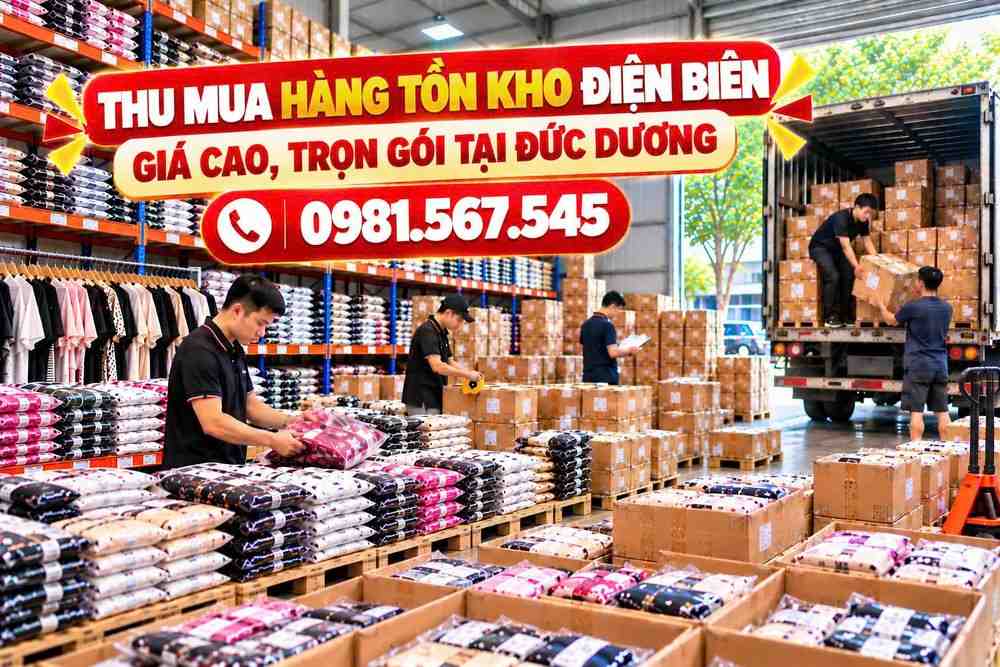 THU MUA HÀNG TỒN KHO ĐIỆN BIÊN
GIÁ CAO, TRỌN GÓI TẠI ĐỨC DƯƠNG
0981.567.545